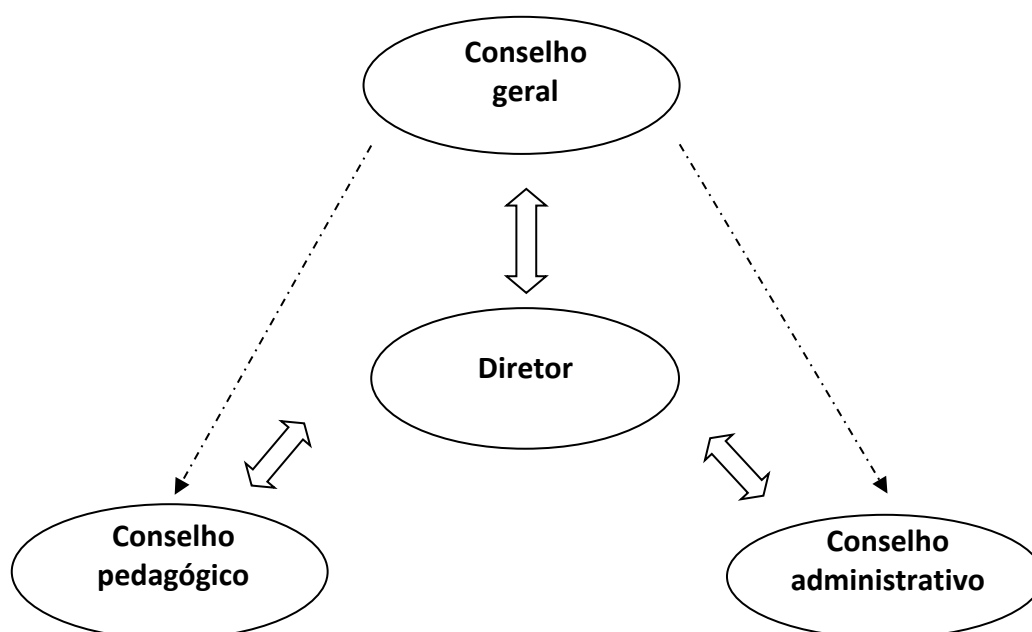 Conselho
geral
Diretor
Conselho
pedagógico
Conselho
administrativo